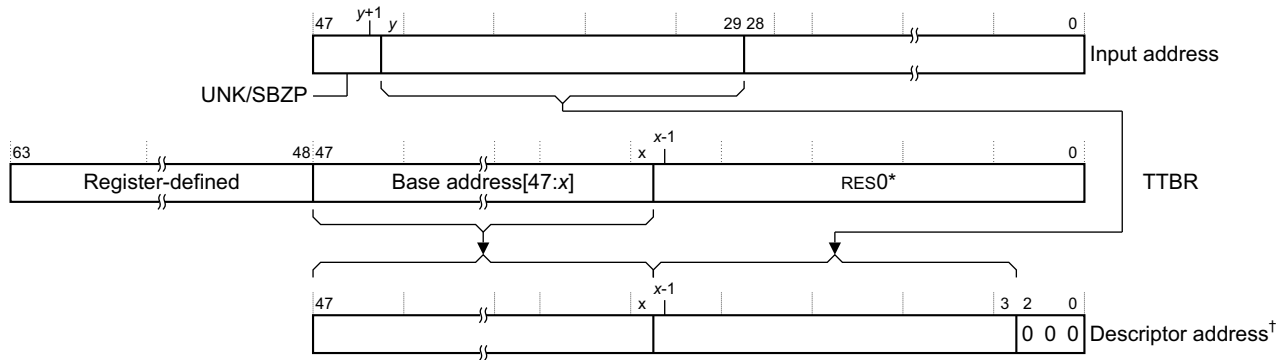 y+1
47 y 29 28 0
Input address
UNK/SBZP
x-1
63 48 47 x 0
Register-defined Base address[47:x] RES0* TTBR
x-1
47 x 3 2 0
0 0 0 Descriptor address†